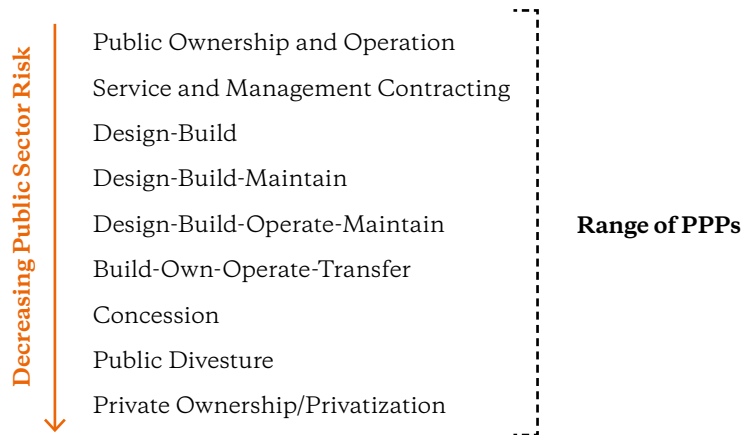 Decreasing Public Sector Risk
Public Ownership and Operation
Service and Management Contracting
Design-Build
Design-Build-Maintain
Design-Build-Operate-Maintain
Build-Own-Operate-Transfer
Concession
Public Divesture
Private Ownership/Privatization
Range of PPPs